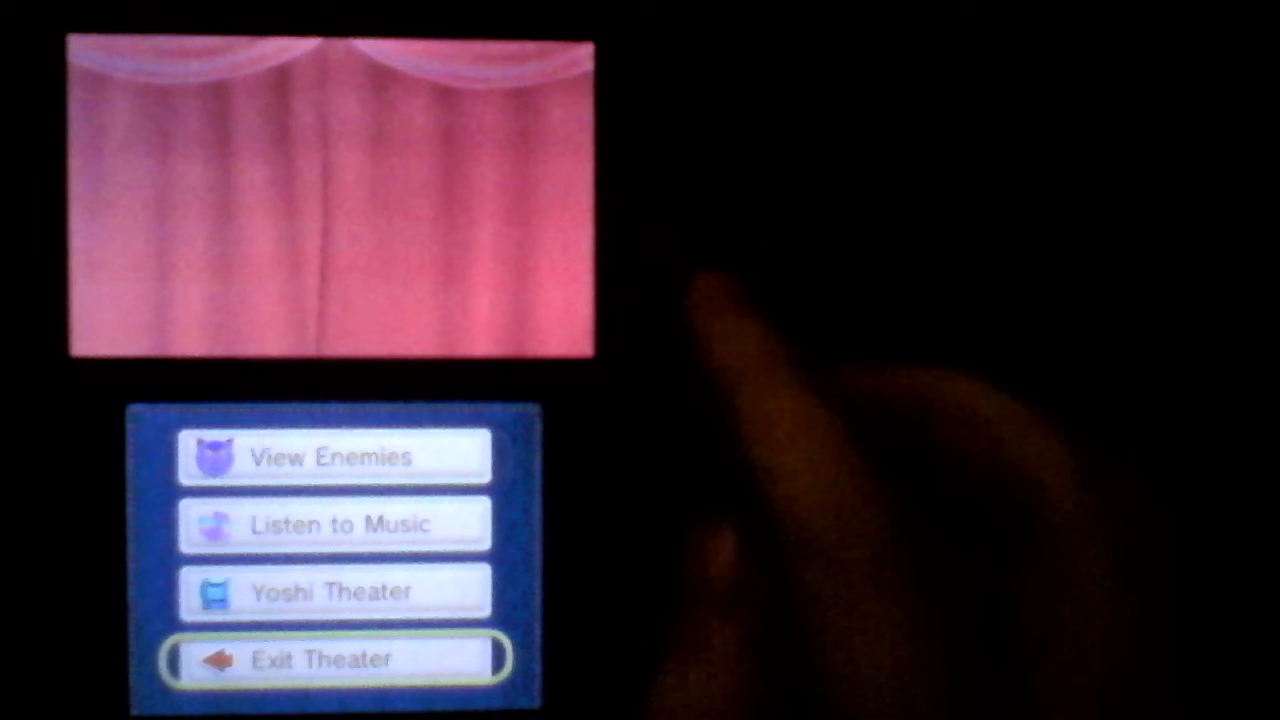 View Enemies
Listen to Music
Yoshi Theater
Exit Theater